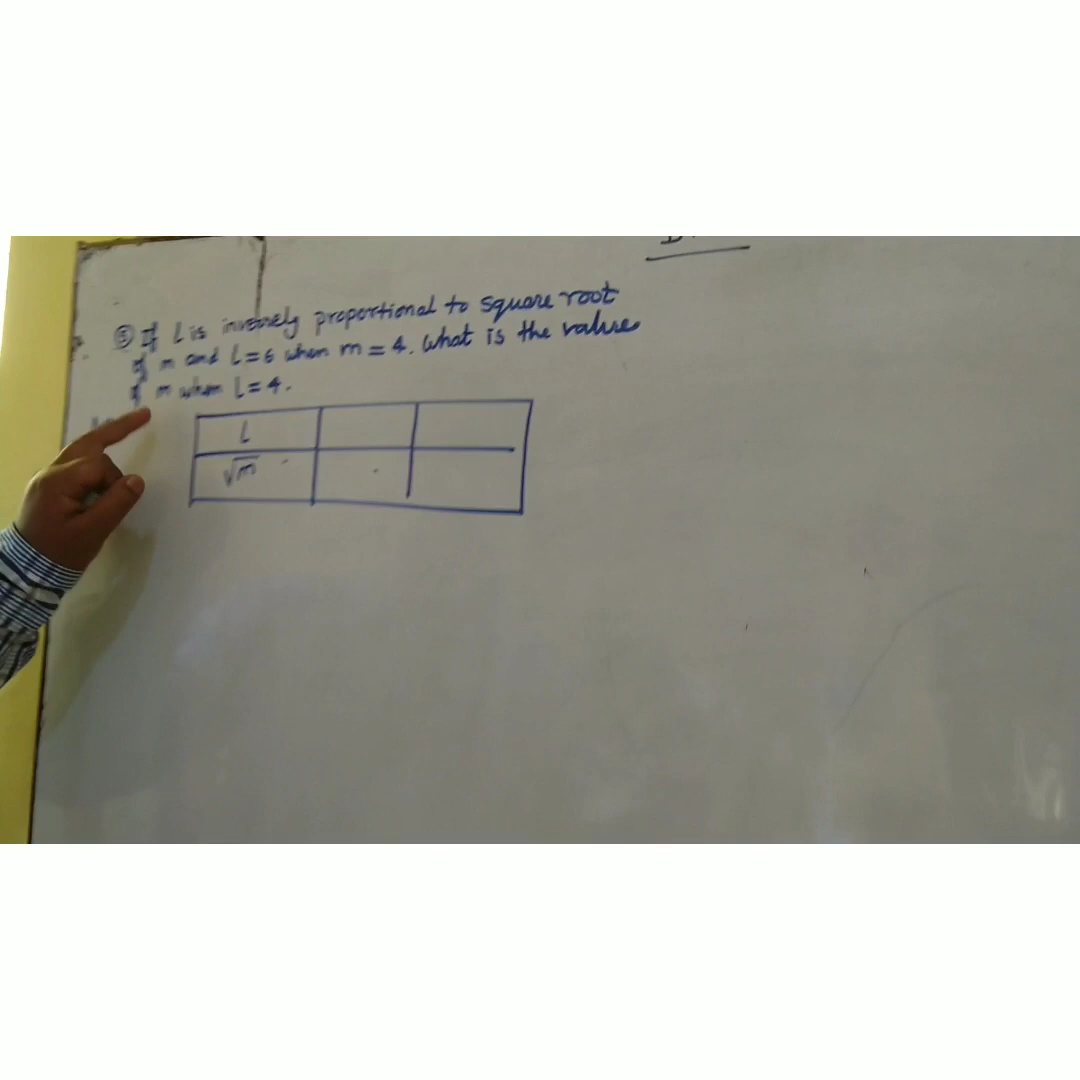 ⑤ If L is inversely proportional to square root
of m and L=6 when m = 4. What is the value
of m when L=4.
L
√m